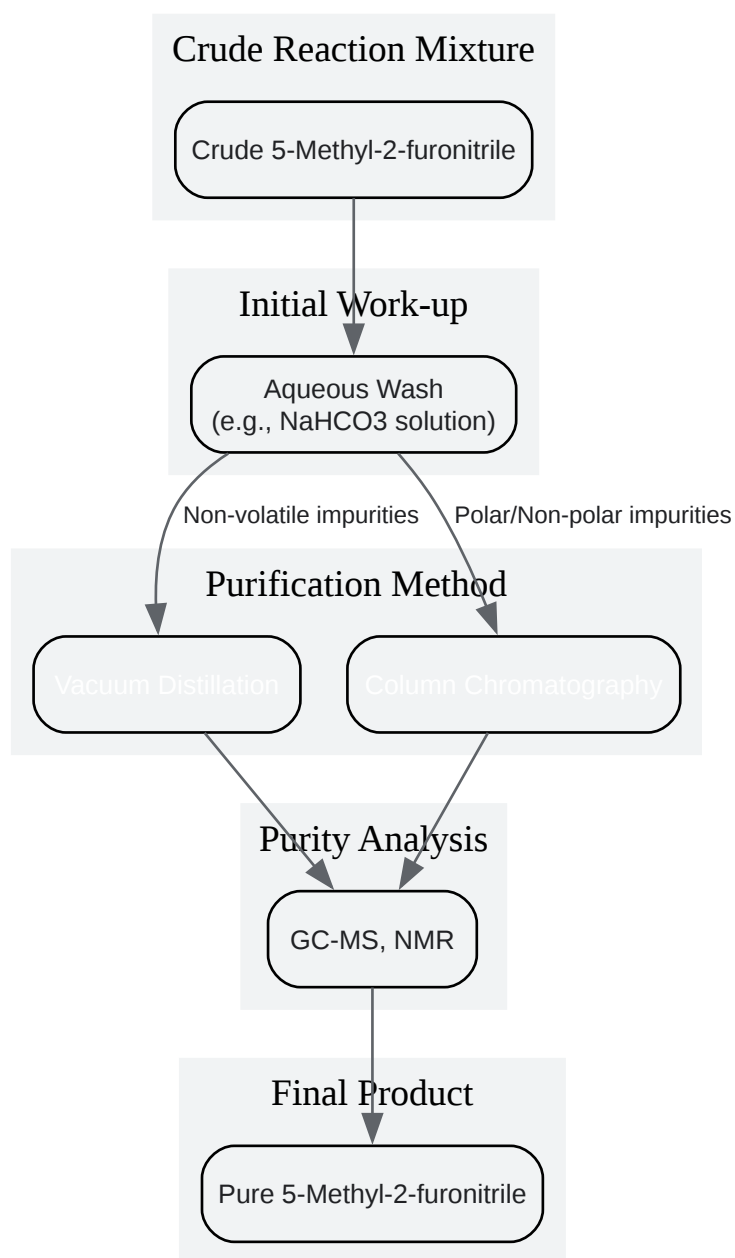 Crude Reaction Mixture
Crude 5-Methyl-2-furonitrile
Initial Work-up
Aqueous Wash
(e.g., NaHCO3 solution)
Non-volatile impurities
Polar/Non-polar impurities
Purification Method
Vacuum Distillation
Column Chromatography
Purity Analysis
GC-MS, NMR
Final Product
Pure 5-Methyl-2-furonitrile